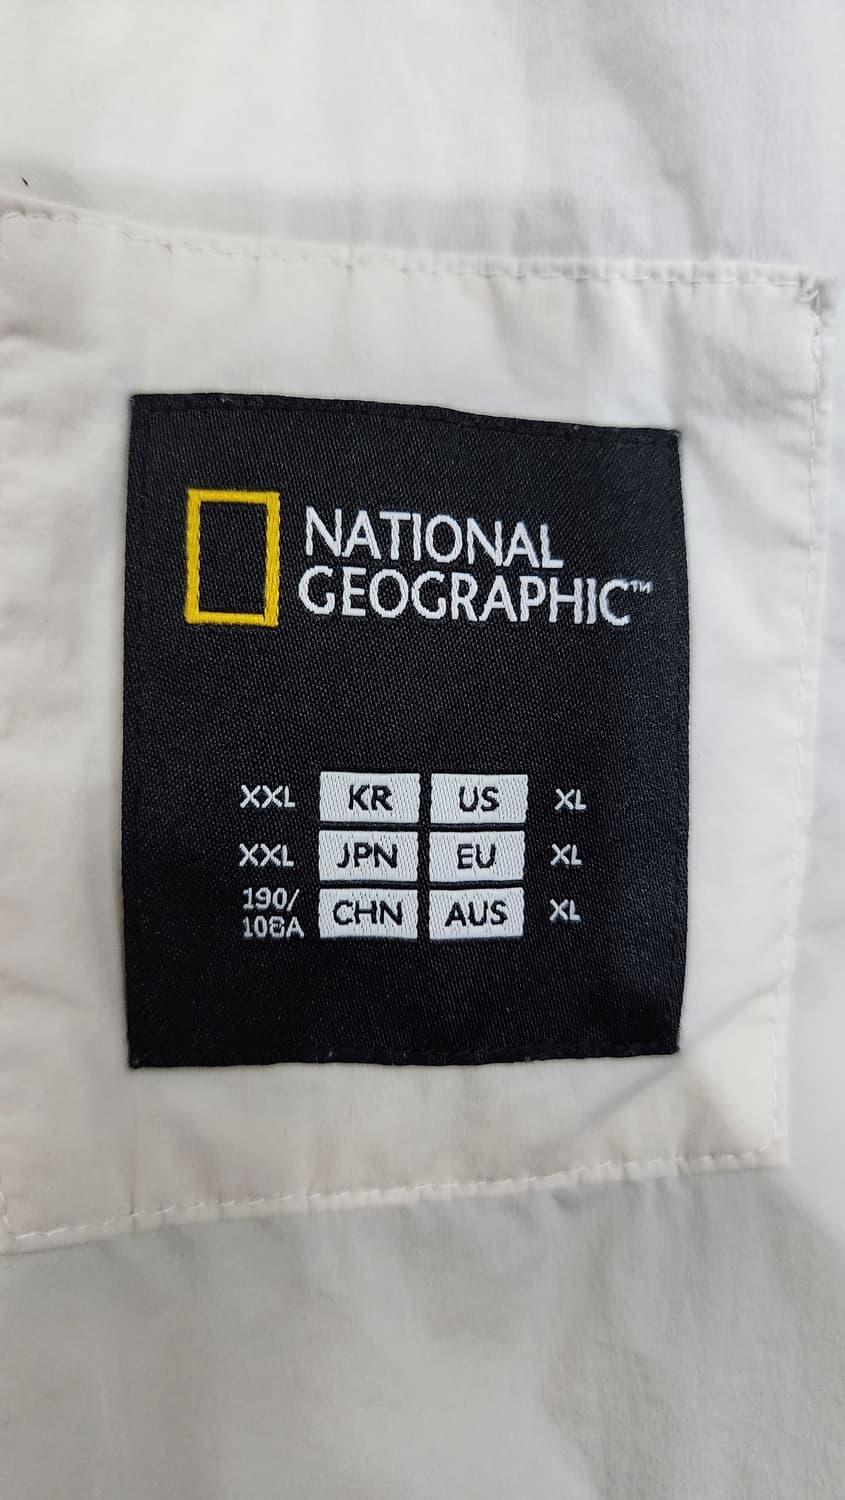 NATIONAL
GEOGRAPHIC™
XXL KR US XL
XXL JPN EU XL
190/
108A CHN AUS XL